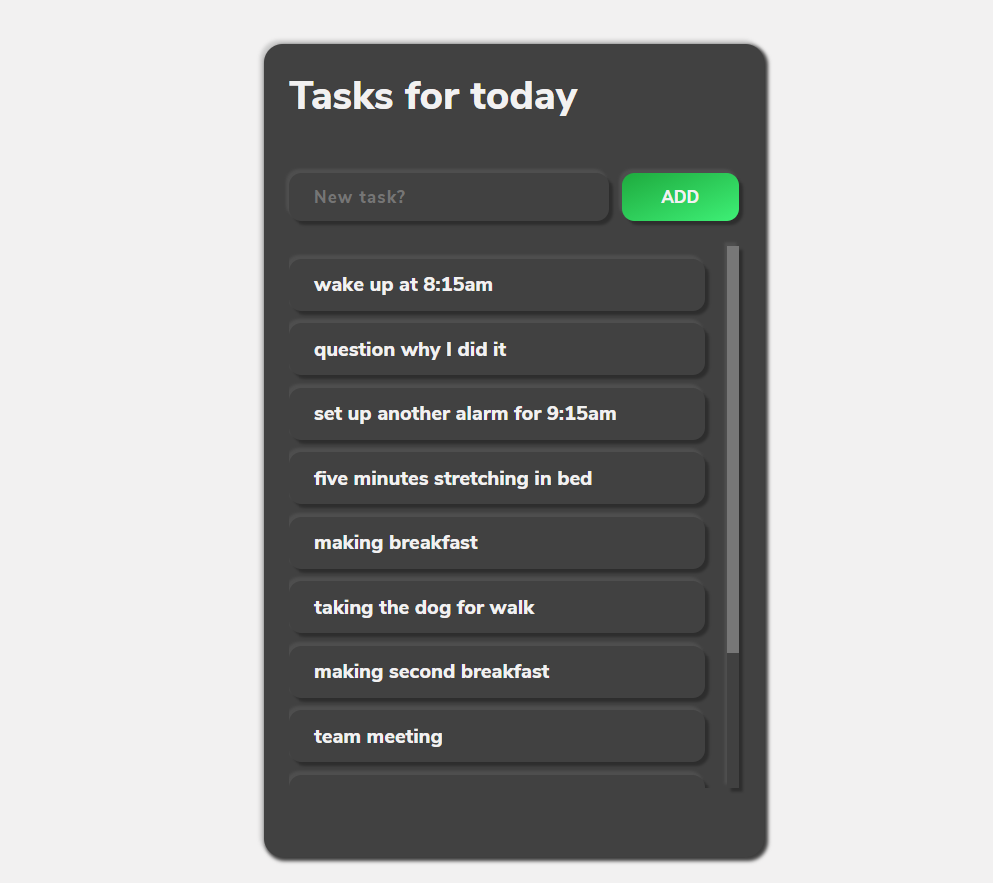 Tasks for today
New task?
ADD
wake up at 8:15am
question why I did it
set up another alarm for 9:15am
five minutes stretching in bed
making breakfast
taking the dog for walk
making second breakfast
team meeting